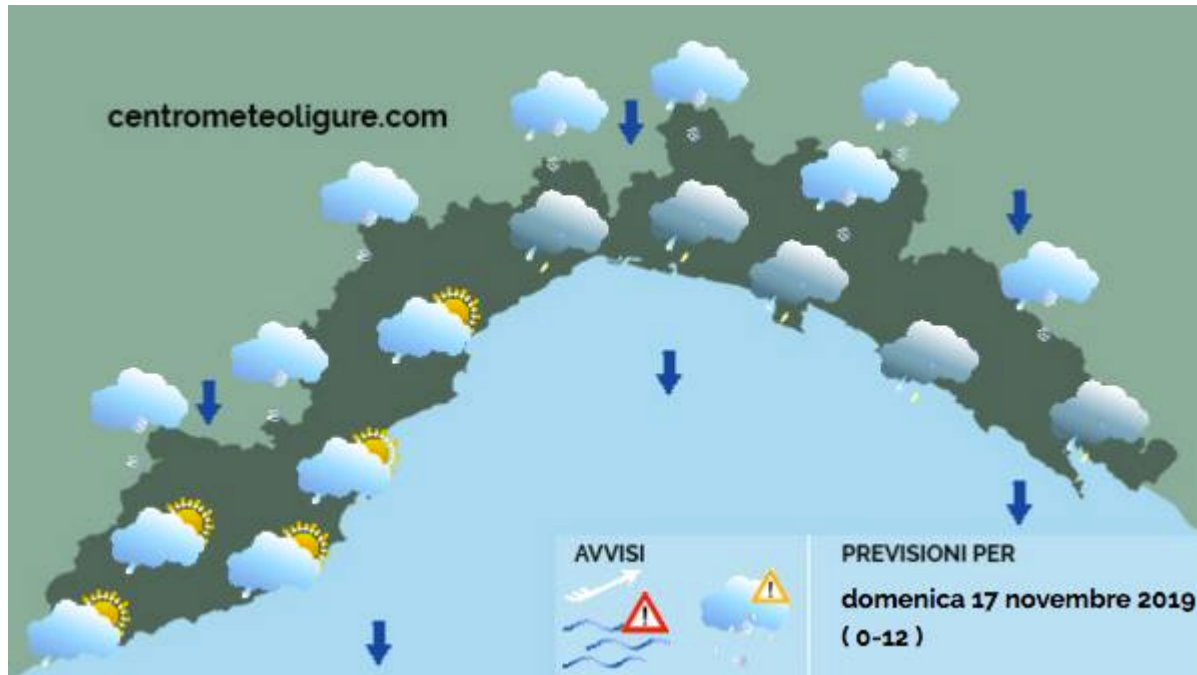 centrometeoligure.com
AVVISI
PREVISIONI PER
domenica 17 novembre 2019
( 0-12 )